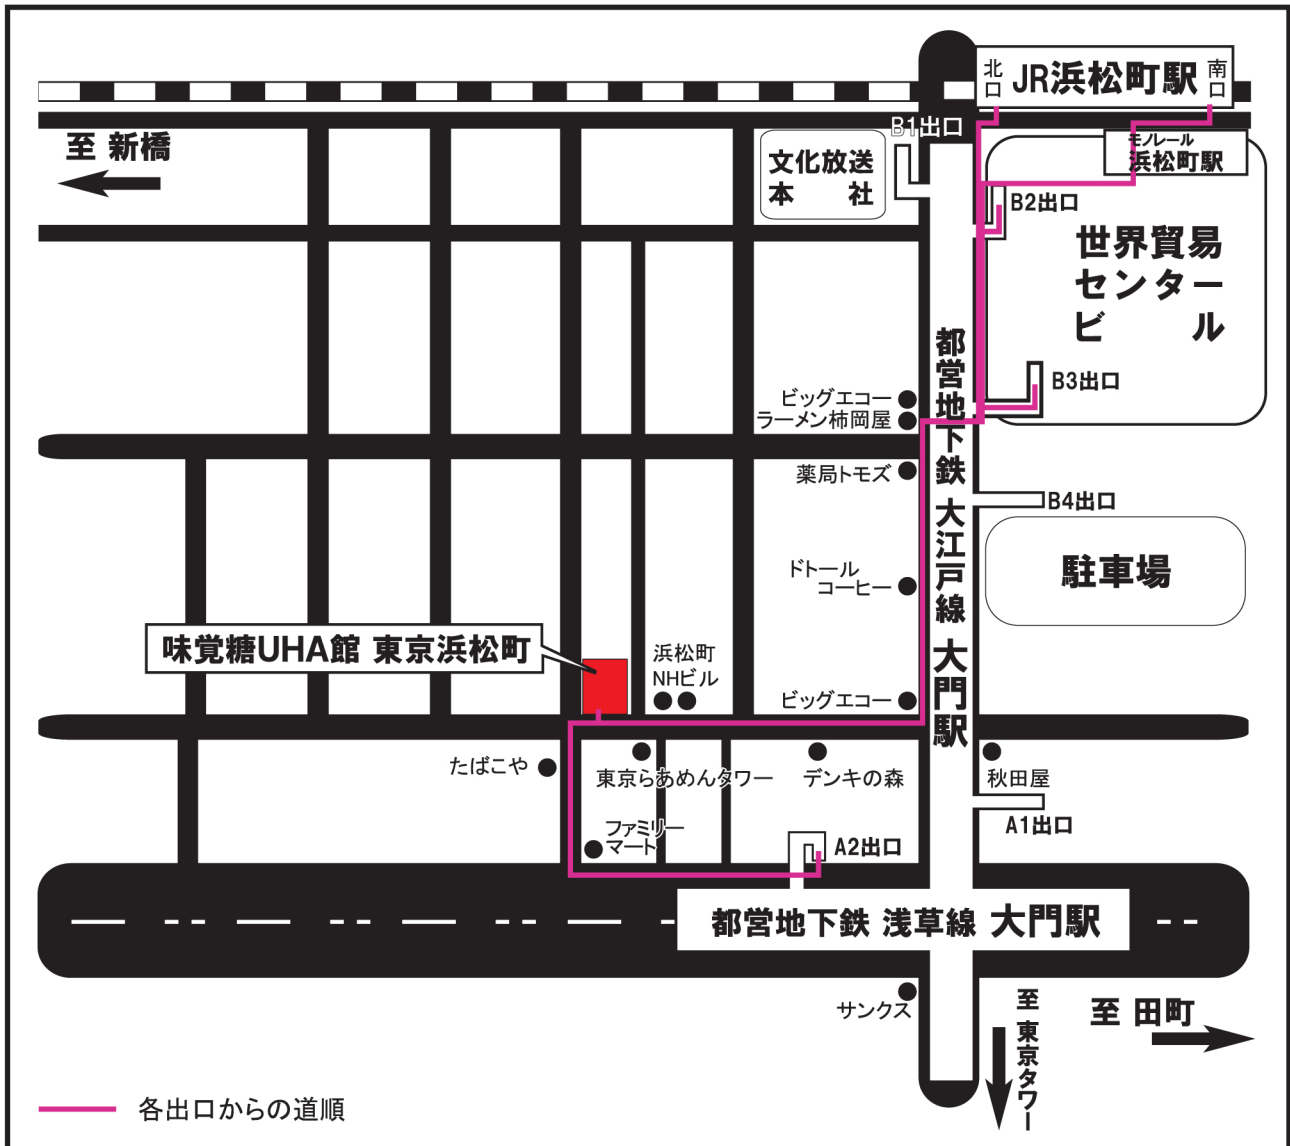 北口
JR浜松町駅
南口
B1出口
モノレール
浜松町駅
至 新橋
文化放送
本 社
B2出口
世界貿易
センター
ビル
B3出口
ビッグエコー
ラーメン柿岡屋
薬局トモズ
都営地下鉄 大江戸線 大門駅
B4出口
駐車場
ドトール
コーヒー
味覚糖UHA館 東京浜松町
浜松町
NHビル
ビッグエコー
たばこや
東京らあめんタワー
デンキの森
秋田屋
A1出口
ファミリー
マート
A2出口
都営地下鉄 浅草線 大門駅
サンクス
至 東京タワー
至 田町
各出口からの道順